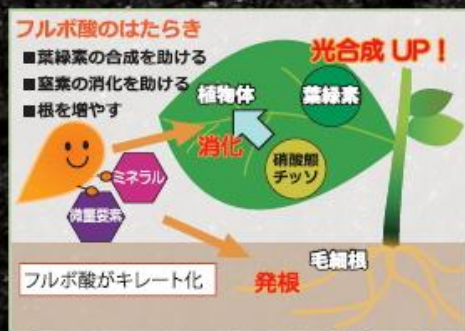 フルボ酸のはたらき
■葉緑素の合成を助ける
■窒素の消化を助ける
■根を増やす
光合成UP！
植物体
葉緑素
消化
硝酸態
チッソ
ミネラル
微量要素
フルボ酸がキレート化
発根
毛細根